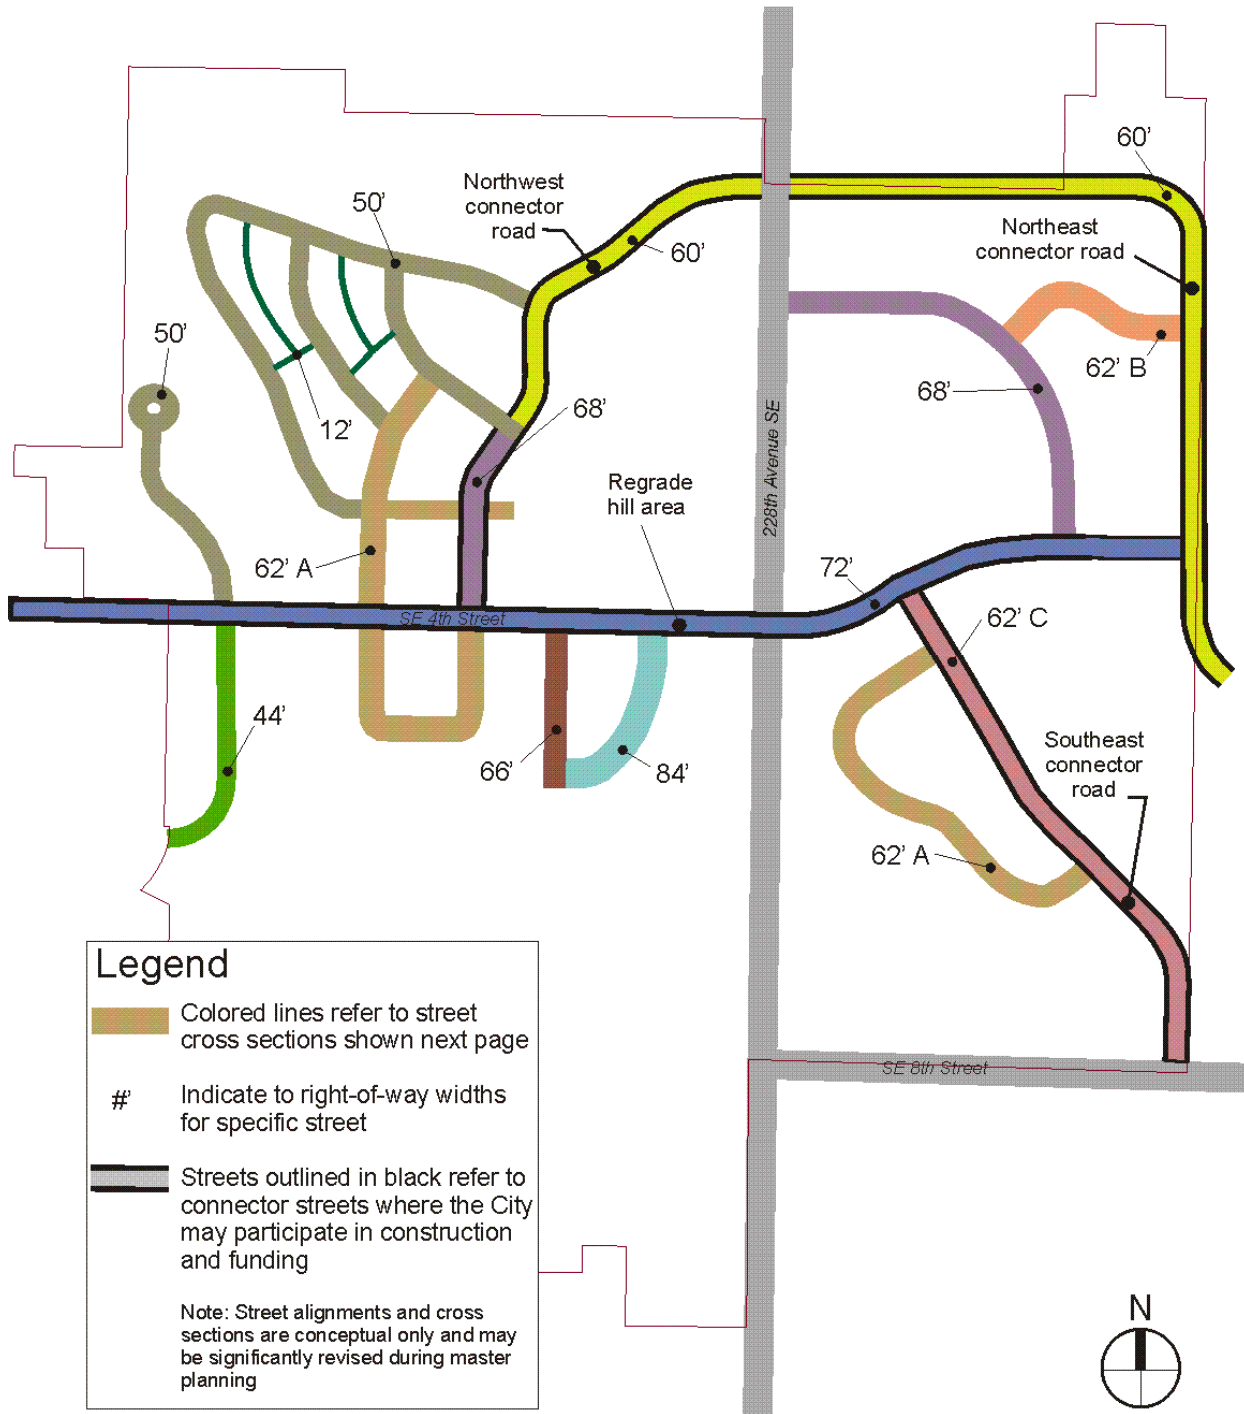 60’
Northwest
connector
road
50’
60’
Northeast
connector road
50’
62’ B
68’
68’
12’
Regrade
hill area
228th Avenue SE
62’ A
72’
SE 4th Street
62’ C
44’
66’
84’
Southeast
connector
road
62’ A
SE 8th Street
Legend
Colored lines refer to street
cross sections shown next page
#’
Indicate to right-of-way widths
for specific street
Streets outlined in black refer to
connector streets where the City
may participate in construction
and funding
Note: Street alignments and cross
sections are conceptual only and may
be significantly revised during master
planning
N